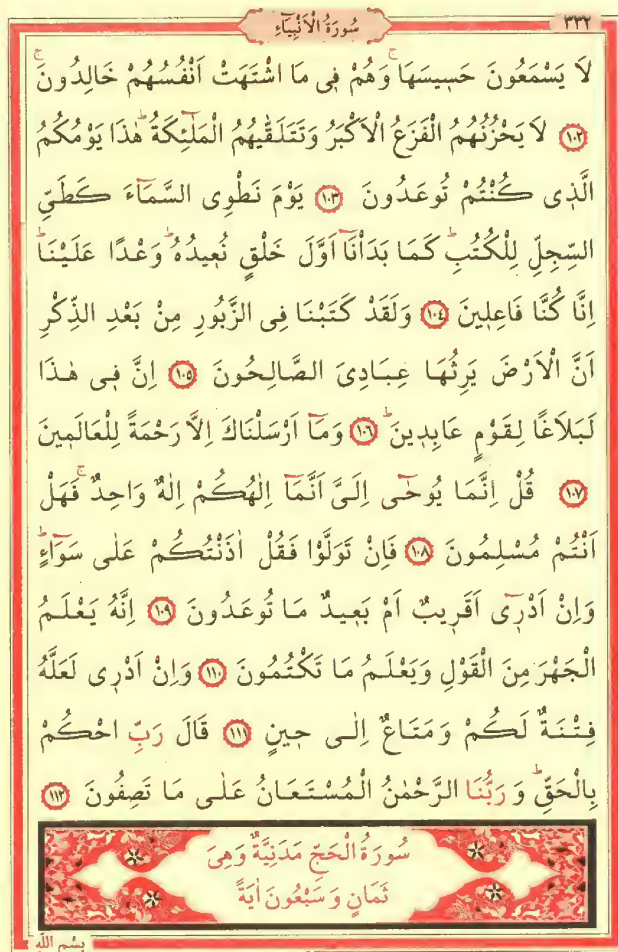 ٣٣٢
سُورَةُ الْاَنْبِيَاءِ
لَا يَسْمَعُونَ حَسِيسَهَاۚ وَهُمْ فِى مَا اشْتَهَتْ اَنْفُسُهُمْ خَالِدُونَۚ
﴿١٠٢﴾ لَا يَحْزُنُهُمُ الْفَزَعُ الْاَكْبَرُ وَتَتَلَقّٰيهُمُ الْمَلٰٓئِكَةُۜ هٰذَا يَوْمُكُمُ
الَّذِى كُنْتُمْ تُوعَدُونَ ﴿١٠٣﴾ يَوْمَ نَطْوِى السَّمَٓاءَ كَطَىِّ
السِّجِلِّ لِلْكُتُبِۜ كَمَا بَدَاْنَٓا اَوَّلَ خَلْقٍ نُعِيدُهُۜ وَعْدًا عَلَيْنَاۜ
اِنَّا كُنَّا فَاعِلِينَ ﴿١٠٤﴾ وَلَقَدْ كَتَبْنَا فِى الزَّبُورِ مِنْ بَعْدِ الذِّكْرِ
اَنَّ الْاَرْضَ يَرِثُهَا عِبَادِىَ الصَّالِحُونَ ﴿١٠٥﴾ اِنَّ فِى هٰذَا
لَبَلَاغًا لِقَوْمٍ عَابِدِينَۜ ﴿١٠٦﴾ وَمَٓا اَرْسَلْنَاكَ اِلَّا رَحْمَةً لِلْعَالَمِينَ
﴿١٠٧﴾ قُلْ اِنَّمَا يُوحٰٓى اِلَىَّ اَنَّمَٓا اِلٰهُكُمْ اِلٰهٌ وَاحِدٌۚ فَهَلْ
اَنْتُمْ مُسْلِمُونَ ﴿١٠٨﴾ فَاِنْ تَوَلَّوْا فَقُلْ اٰذَنْتُكُمْ عَلٰى سَوَٓاءٍۜ
وَاِنْ اَدْرِٓى اَقَرِيبٌ اَمْ بَعِيدٌ مَا تُوعَدُونَ ﴿١٠٩﴾ اِنَّهُ يَعْلَمُ
الْجَهْرَ مِنَ الْقَوْلِ وَيَعْلَمُ مَا تَكْتُمُونَ ﴿١١٠﴾ وَاِنْ اَدْرِى لَعَلَّهُ
فِتْنَةٌ لَكُمْ وَمَتَاعٌ اِلٰى حِينٍ ﴿١١١﴾ قَالَ رَبِّ احْكُمْ
بِالْحَقِّۜ وَرَبُّنَا الرَّحْمٰنُ الْمُسْتَعَانُ عَلٰى مَا تَصِفُونَ ﴿١١٢﴾
سُورَةُ الْحَجِّ مَدَنِيَّةٌ وَهِىَ
ثَمَانٍ وَسَبْعُونَ اٰيَةً
بِسْمِ اللّٰهِ